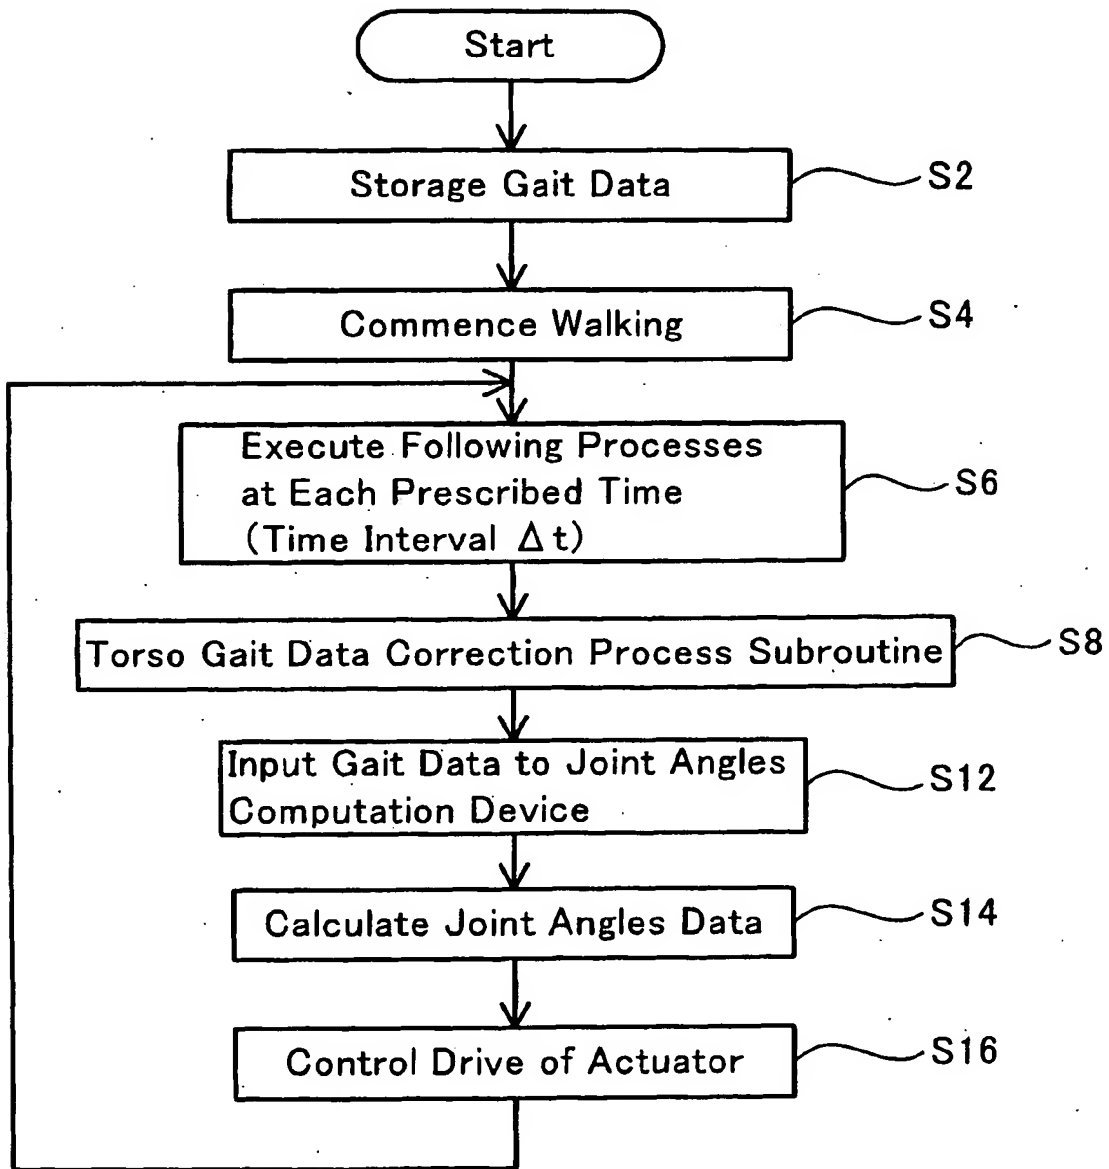 Start
Storage Gait Data
S2
Commence Walking
S4
Execute Following Processes
at Each Prescribed Time
(Time Interval Δt)
S6
Torso Gait Data Correction Process Subroutine
S8
Input Gait Data to Joint Angles
Computation Device
S12
Calculate Joint Angles Data
S14
Control Drive of Actuator
S16